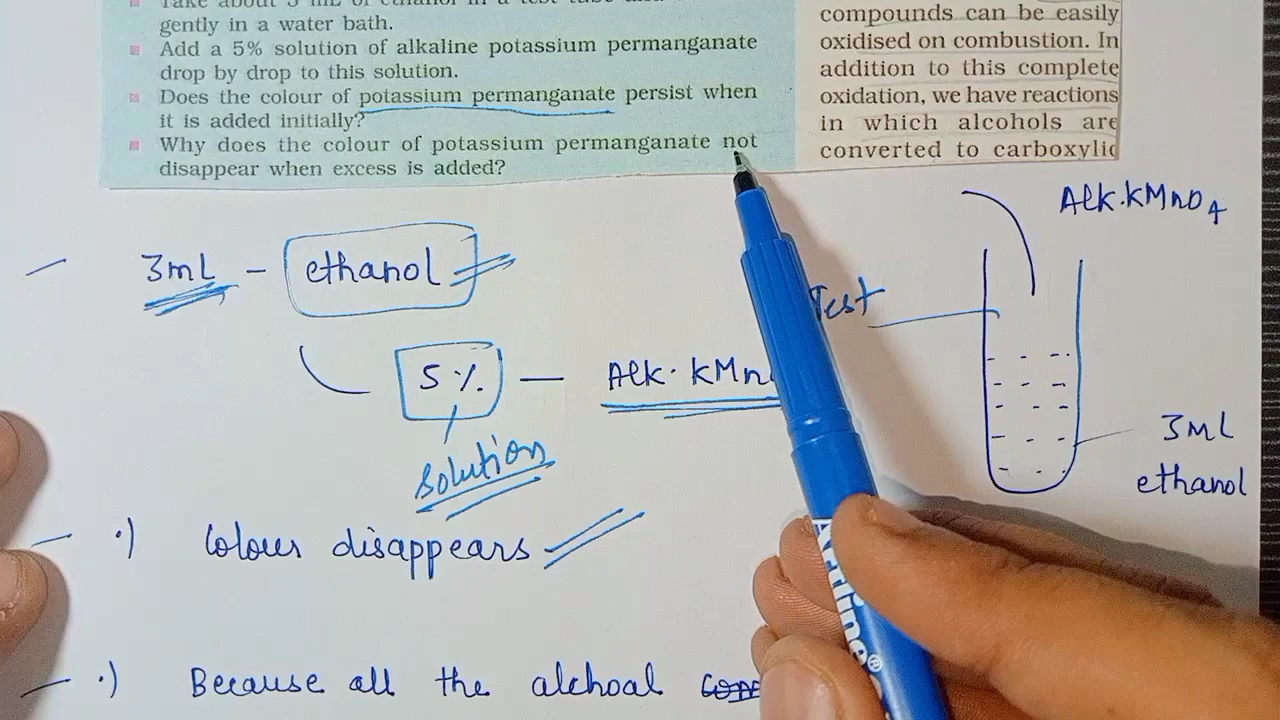 gently in a water bath.
Add a 5% solution of alkaline potassium permanganate
drop by drop to this solution.
Does the colour of potassium permanganate persist when
it is added initially?
Why does the colour of potassium permanganate not
disappear when excess is added?
compounds can be easily
oxidised on combustion. In
addition to this complete
oxidation, we have reactions
in which alcohols are
converted to carboxylic
Alk. KMnO4
3mL - ethanol
Test
5% - Alk. KMn
solution
3mL
ethanol
Colour disappears
Because all the alchoal
Artline®